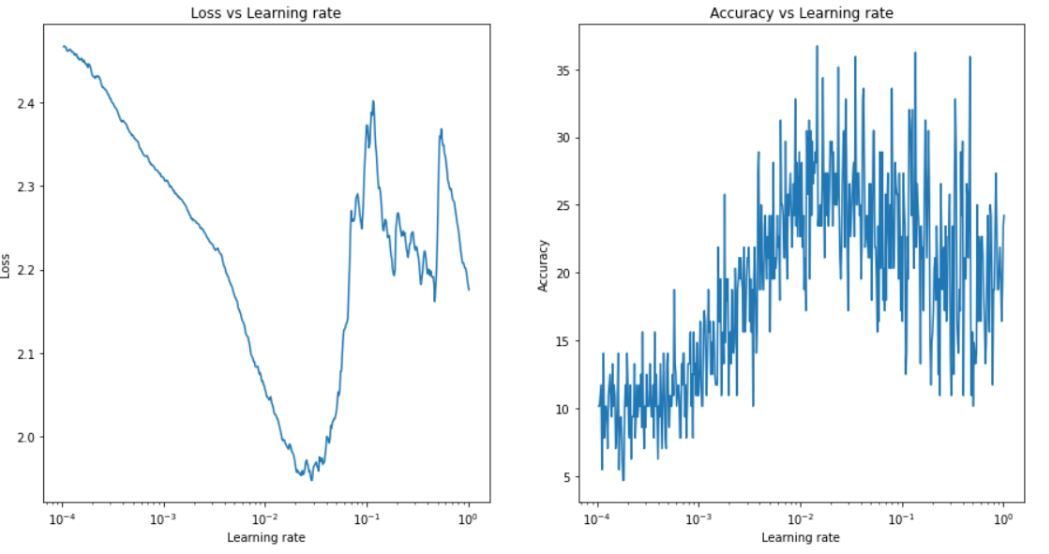 Loss vs Learning rate
Loss
2.4
2.3
2.2
2.1
2.0
10⁻⁴ 10⁻³ 10⁻² 10⁻¹ 10⁰
Learning rate
Accuracy vs Learning rate
Accuracy
35
30
25
20
15
10
5
10⁻⁴ 10⁻³ 10⁻² 10⁻¹ 10⁰
Learning rate